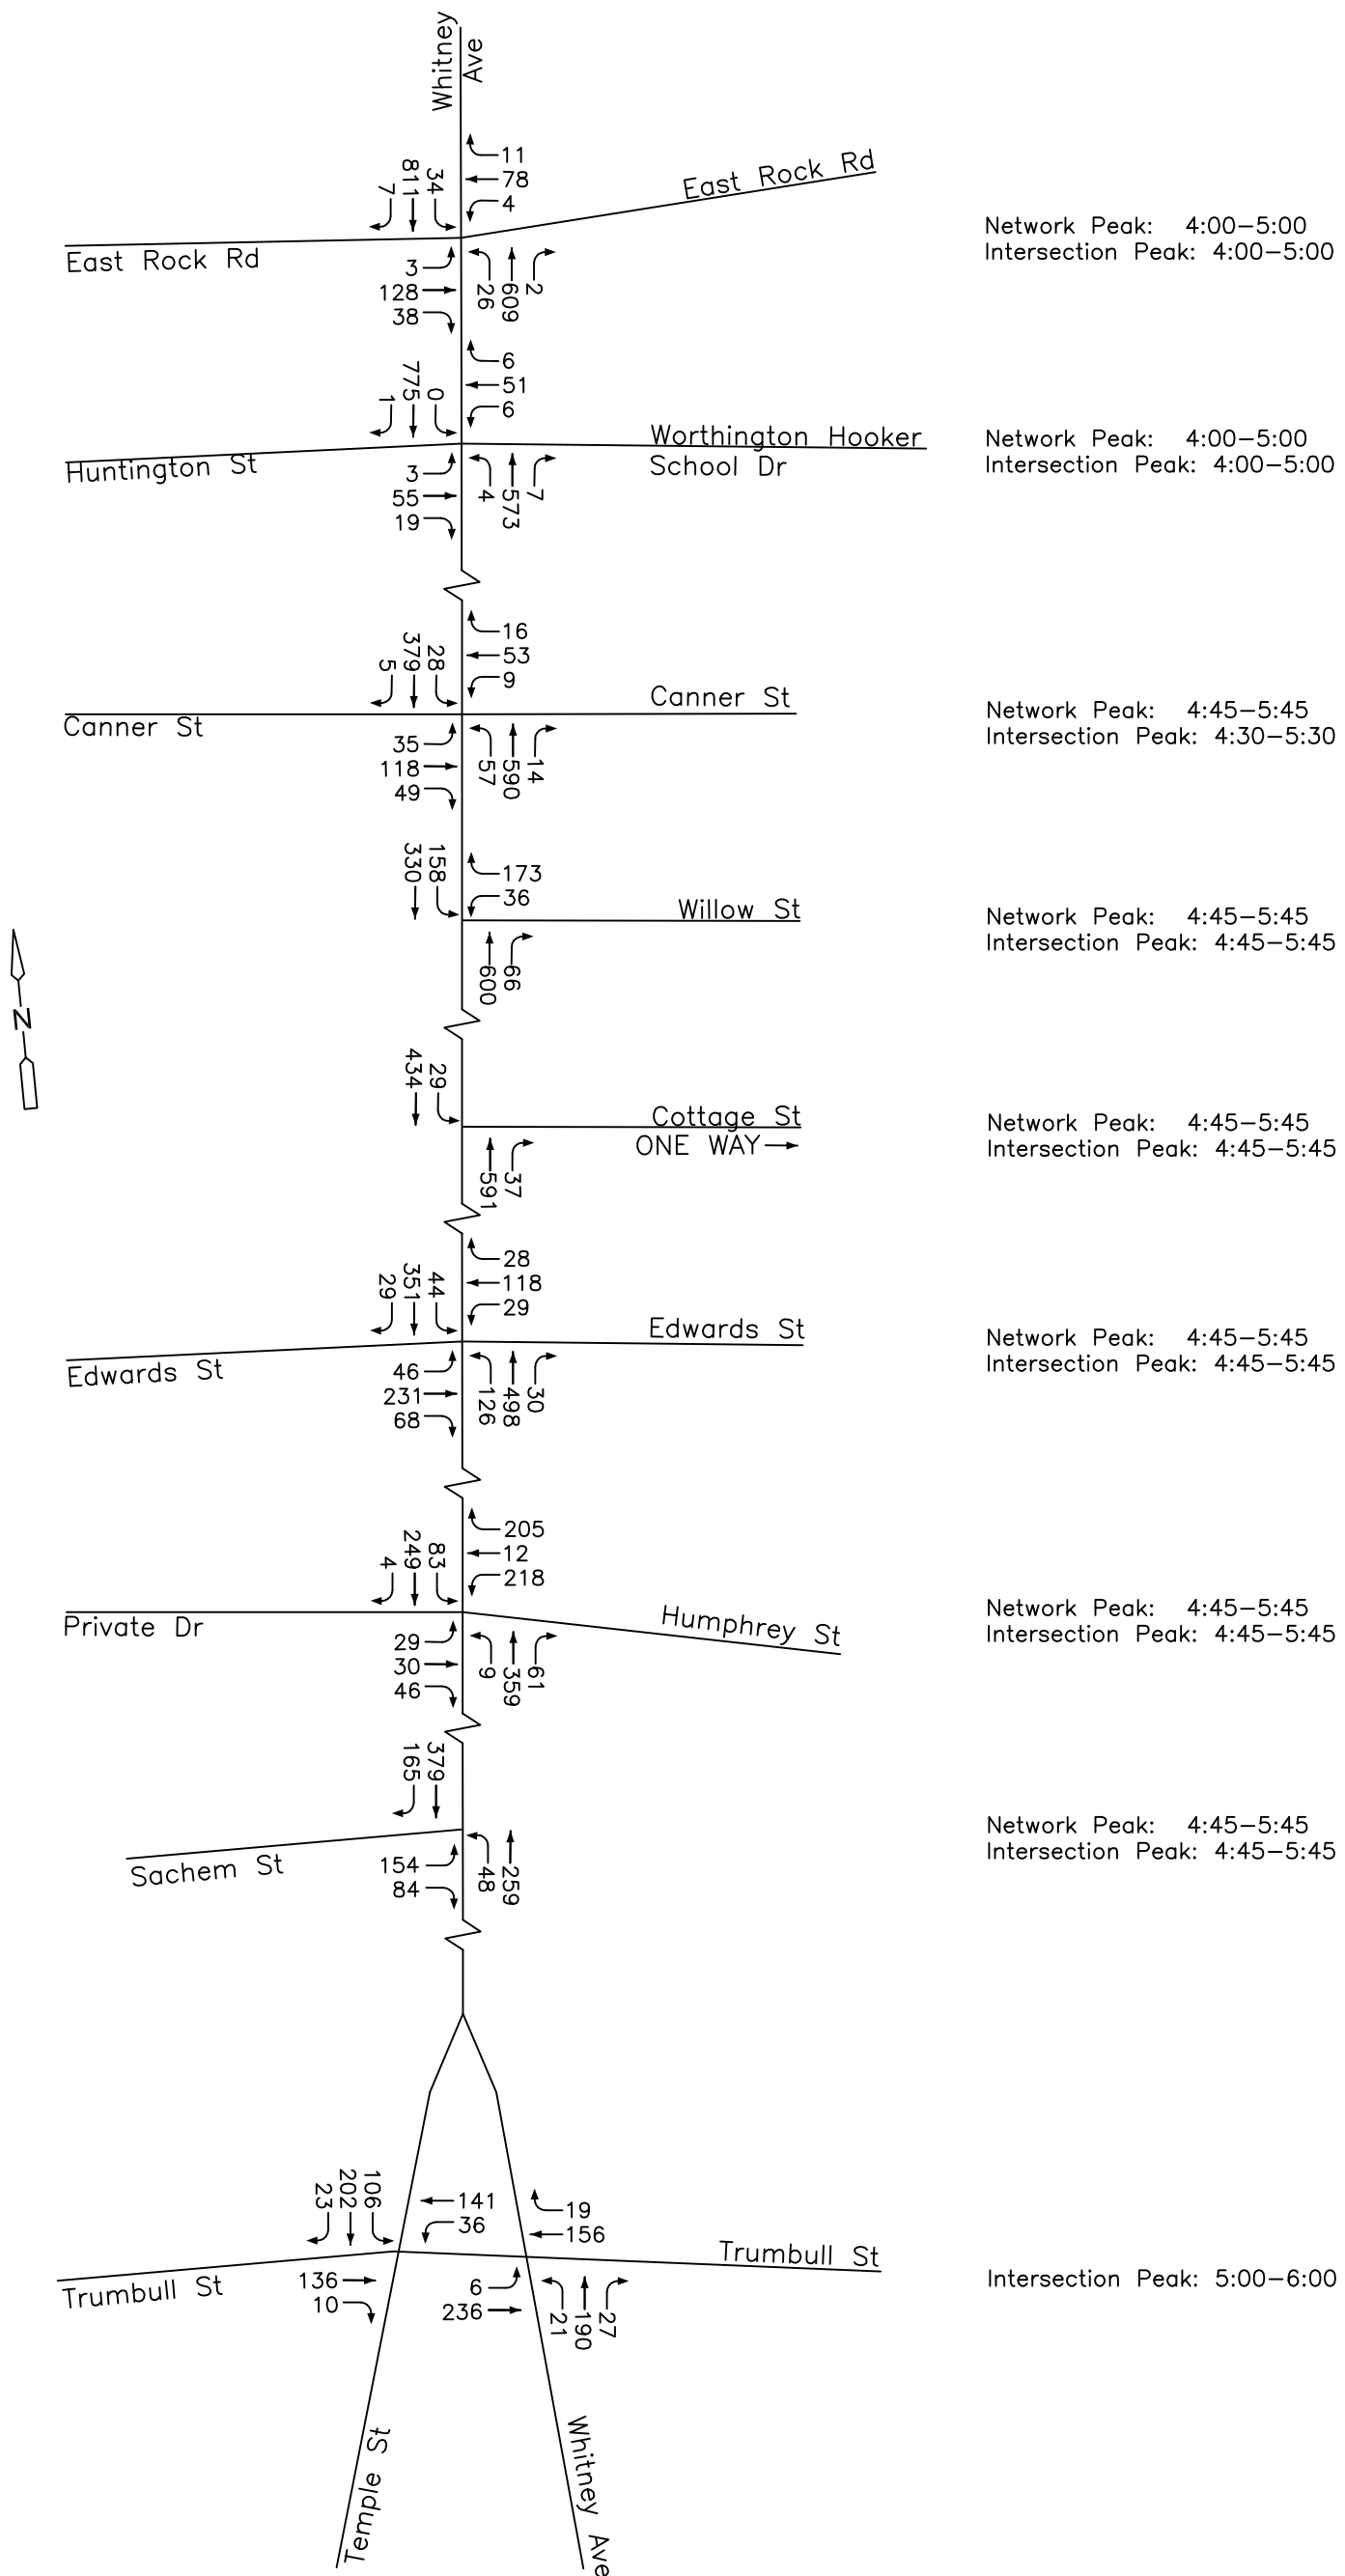 Whitney
Ave
11
78
4
7
811
34
East Rock Rd
East Rock Rd
Network Peak: 4:00-5:00
Intersection Peak: 4:00-5:00
3
128
38
26
609
2
6
51
6
1
775
0
Huntington St
Worthington Hooker
School Dr
Network Peak: 4:00-5:00
Intersection Peak: 4:00-5:00
3
55
19
4
573
7
16
53
9
5
379
28
Canner St
Canner St
Network Peak: 4:45-5:45
Intersection Peak: 4:30-5:30
35
118
49
57
590
14
330
158
173
36
Willow St
Network Peak: 4:45-5:45
Intersection Peak: 4:45-5:45
600
66
N
434
29
Cottage St
ONE WAY
Network Peak: 4:45-5:45
Intersection Peak: 4:45-5:45
591
37
28
118
29
29
351
44
Edwards St
Edwards St
Network Peak: 4:45-5:45
Intersection Peak: 4:45-5:45
46
231
68
126
498
30
205
12
218
4
249
83
Private Dr
Humphrey St
Network Peak: 4:45-5:45
Intersection Peak: 4:45-5:45
29
30
46
9
359
61
165
379
Sachem St
Network Peak: 4:45-5:45
Intersection Peak: 4:45-5:45
154
84
48
259
23
202
106
141
36
19
156
Trumbull St
Trumbull St
Intersection Peak: 5:00-6:00
136
10
6
236
21
190
27
Temple St
Whitney Ave